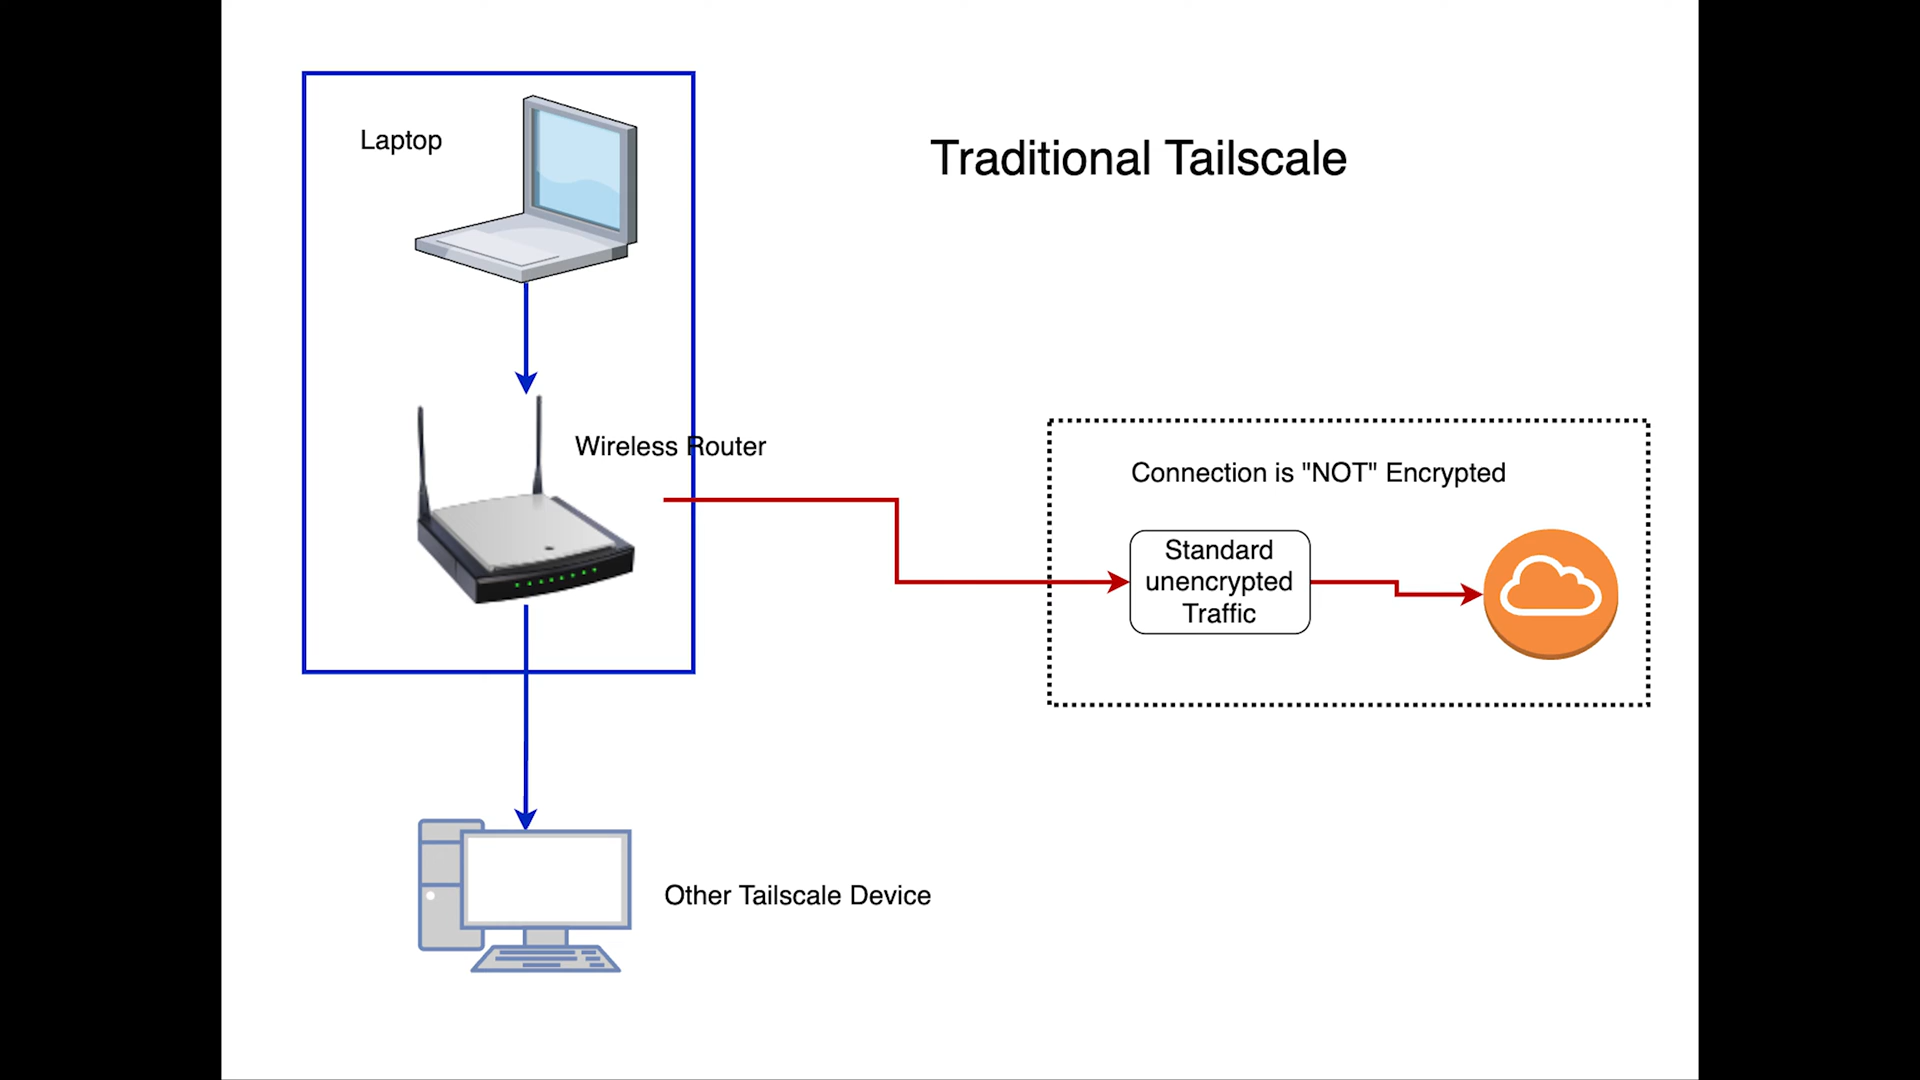 Laptop
Traditional Tailscale
Wireless Router
Connection is "NOT" Encrypted
Standard
unencrypted
Traffic
Other Tailscale Device